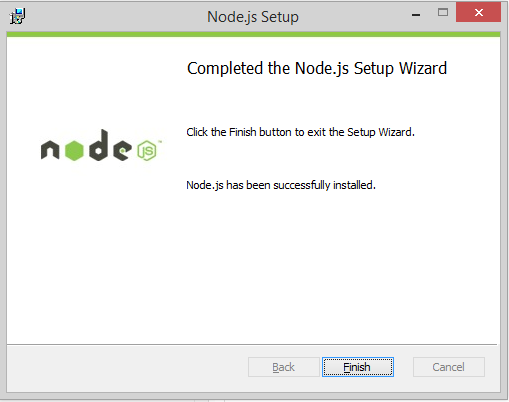 Node.js Setup
Completed the Node.js Setup Wizard
Click the Finish button to exit the Setup Wizard.
node js™
Node.js has been successfully installed.
Back
Finish
Cancel